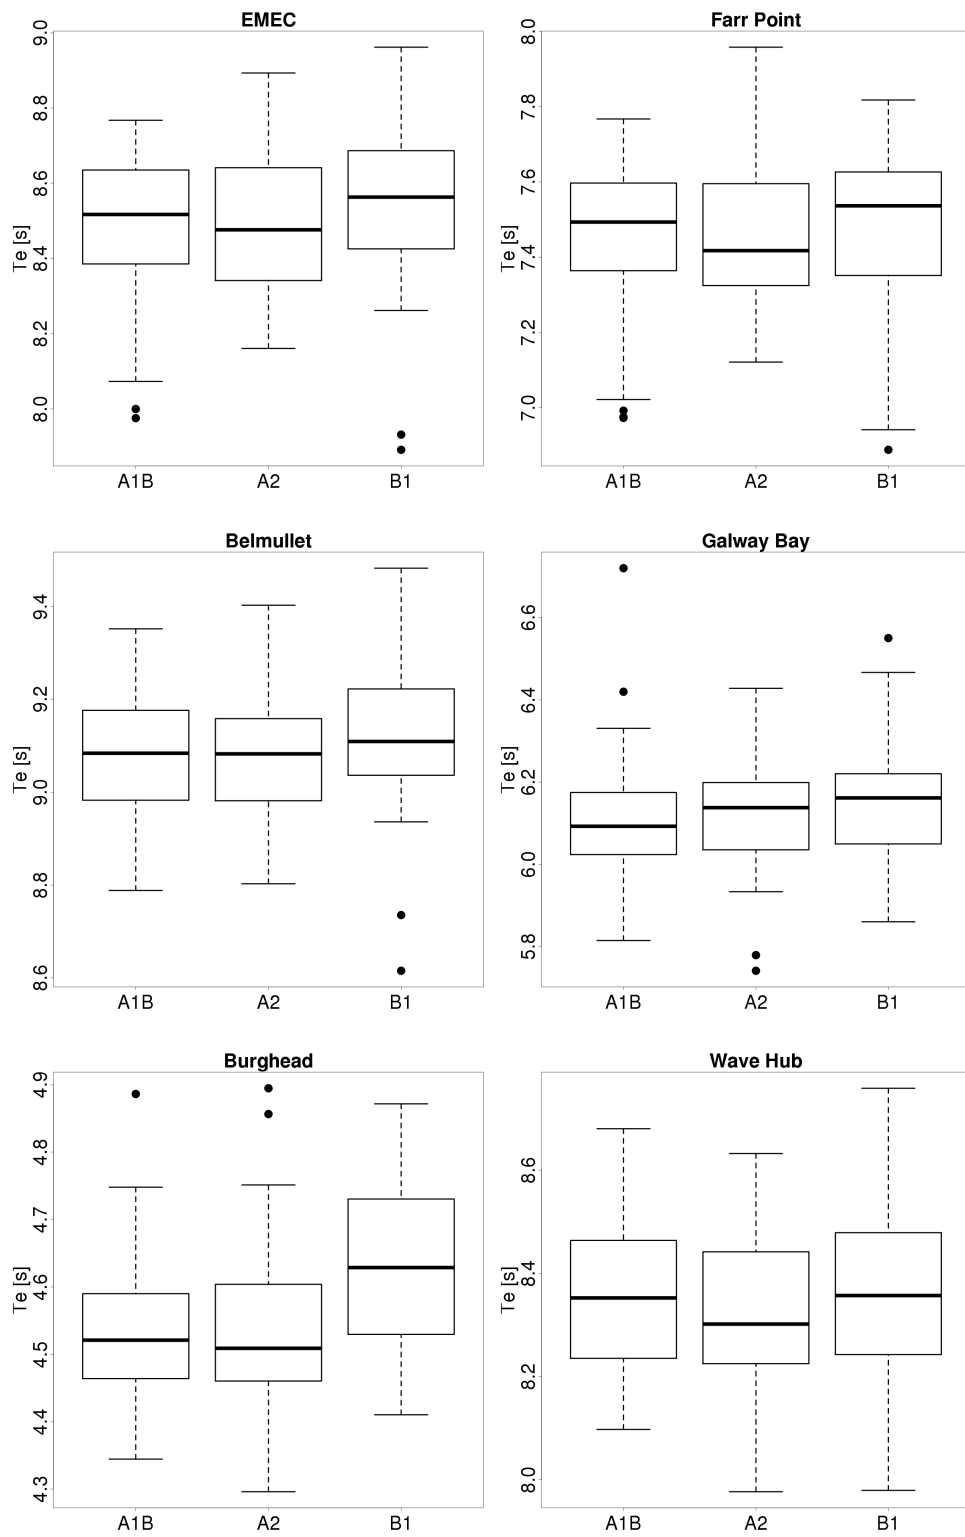 EMEC
Te [s]
9.0
8.8
8.6
8.4
8.2
8.0
A1B A2 B1
Farr Point
Te [s]
8.0
7.8
7.6
7.4
7.2
7.0
A1B A2 B1
Belmullet
Te [s]
9.4
9.2
9.0
8.8
8.6
A1B A2 B1
Galway Bay
Te [s]
6.6
6.4
6.2
6.0
5.8
A1B A2 B1
Burghead
Te [s]
4.9
4.8
4.7
4.6
4.5
4.4
4.3
A1B A2 B1
Wave Hub
Te [s]
8.6
8.4
8.2
8.0
A1B A2 B1